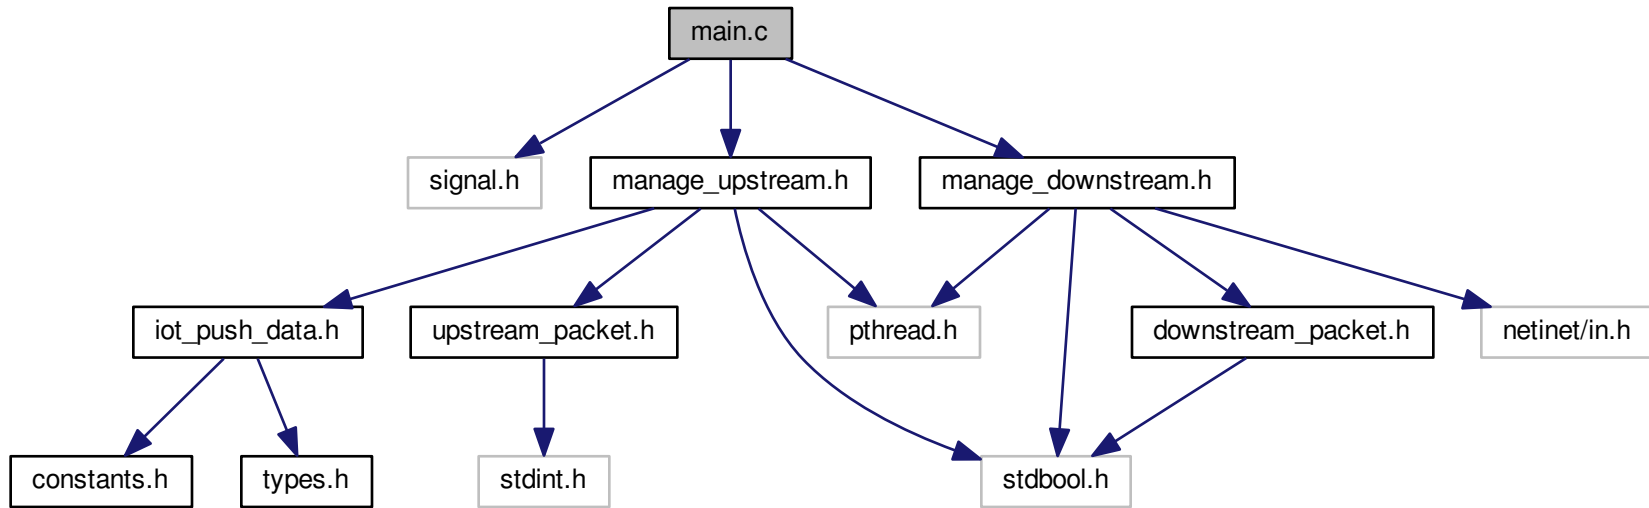 main.c
signal.h
manage_upstream.h
manage_downstream.h
iot_push_data.h
upstream_packet.h
pthread.h
downstream_packet.h
netinet/in.h
constants.h
types.h
stdint.h
stdbool.h